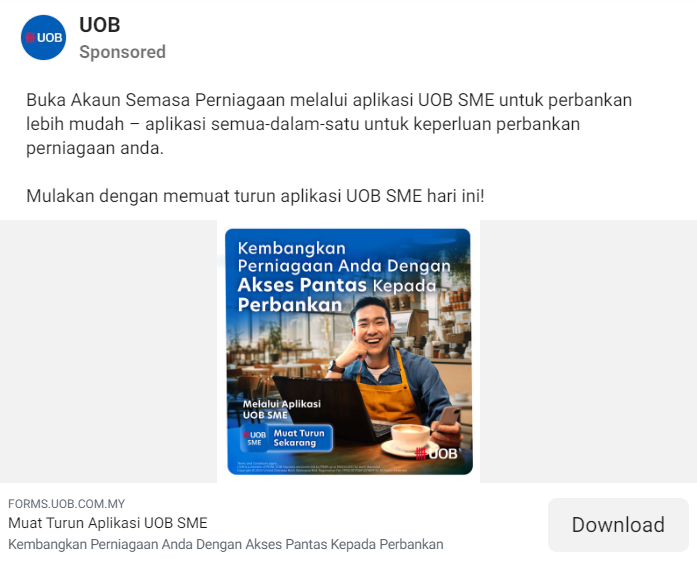 UOB
UOB
Sponsored
Buka Akaun Semasa Perniagaan melalui aplikasi UOB SME untuk perbankan
lebih mudah – aplikasi semua-dalam-satu untuk keperluan perbankan
perniagaan anda.
Mulakan dengan memuat turun aplikasi UOB SME hari ini!
Kembangkan
Perniagaan Anda Dengan
Akses Pantas Kepada
Perbankan
Melalui Aplikasi
UOB SME
UOB
SME
Muat Turun
Sekarang
UOB
FORMS.UOB.COM.MY
Muat Turun Aplikasi UOB SME
Kembangkan Perniagaan Anda Dengan Akses Pantas Kepada Perbankan
Download